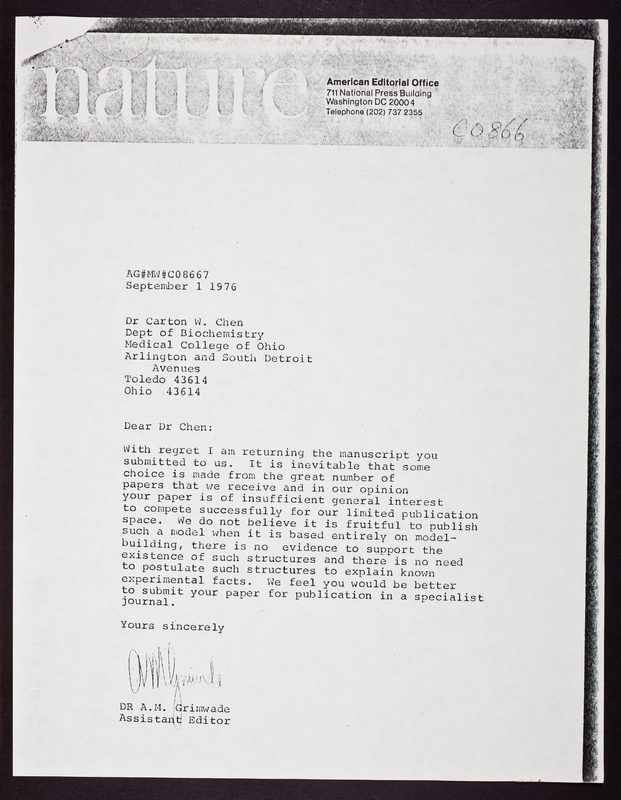 nature
American Editorial Office
711 National Press Building
Washington DC 20004
Telephone (202) 737 2355
C0866
AG#MW#C08667
September 1 1976
Dr Carton W. Chen
Dept of Biochemistry
Medical College of Ohio
Arlington and South Detroit
Avenues
Toledo 43614
Ohio 43614
Dear Dr Chen:
With regret I am returning the manuscript you
submitted to us. It is inevitable that some
choice is made from the great number of
papers that we receive and in our opinion
your paper is of insufficient general interest
to compete successfully for our limited publication
space. We do not believe it is fruitful to publish
such a model when it is based entirely on model-
building, there is no evidence to support the
existence of such structures and there is no need
to postulate such structures to explain known
experimental facts. We feel you would be better
to submit your paper for publication in a specialist
journal.
Yours sincerely
AM Grimwade
DR A.M. Grimwade
Assistant Editor